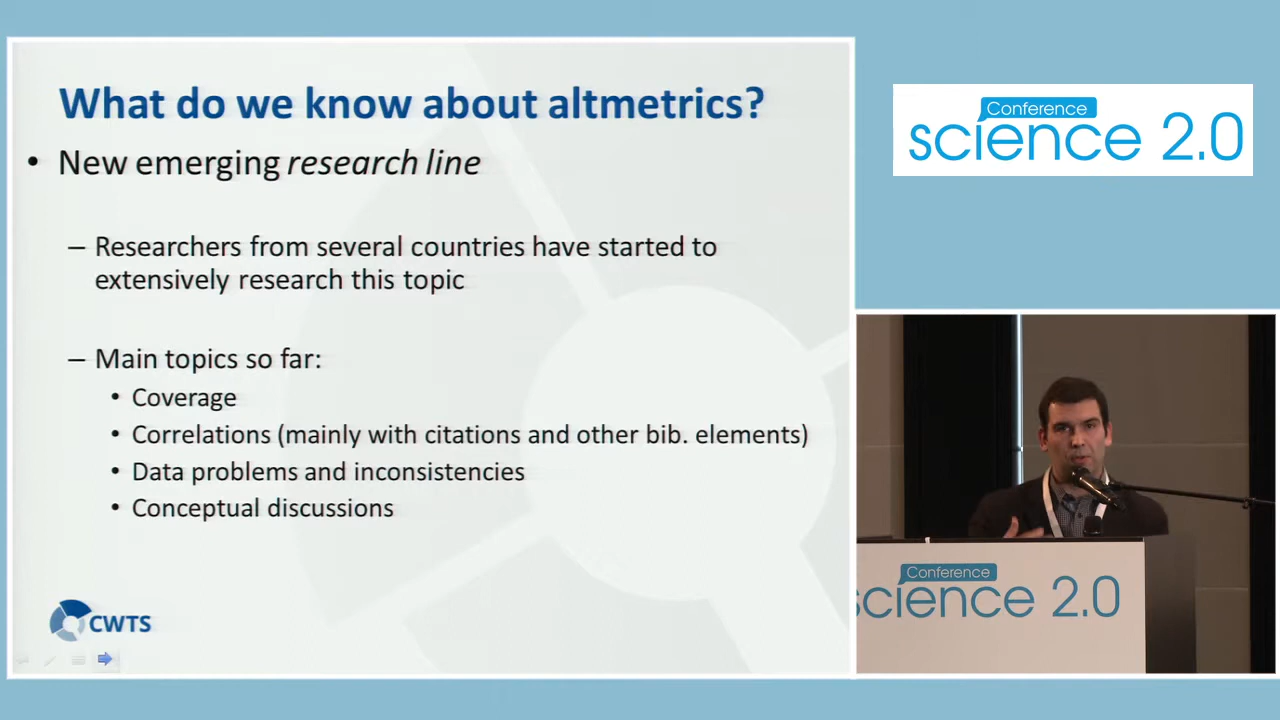 What do we know about altmetrics?
• New emerging research line
– Researchers from several countries have started to
extensively research this topic
– Main topics so far:
• Coverage
• Correlations (mainly with citations and other bib. elements)
• Data problems and inconsistencies
• Conceptual discussions
CWTS
Conference
science 2.0
Conference
science 2.0